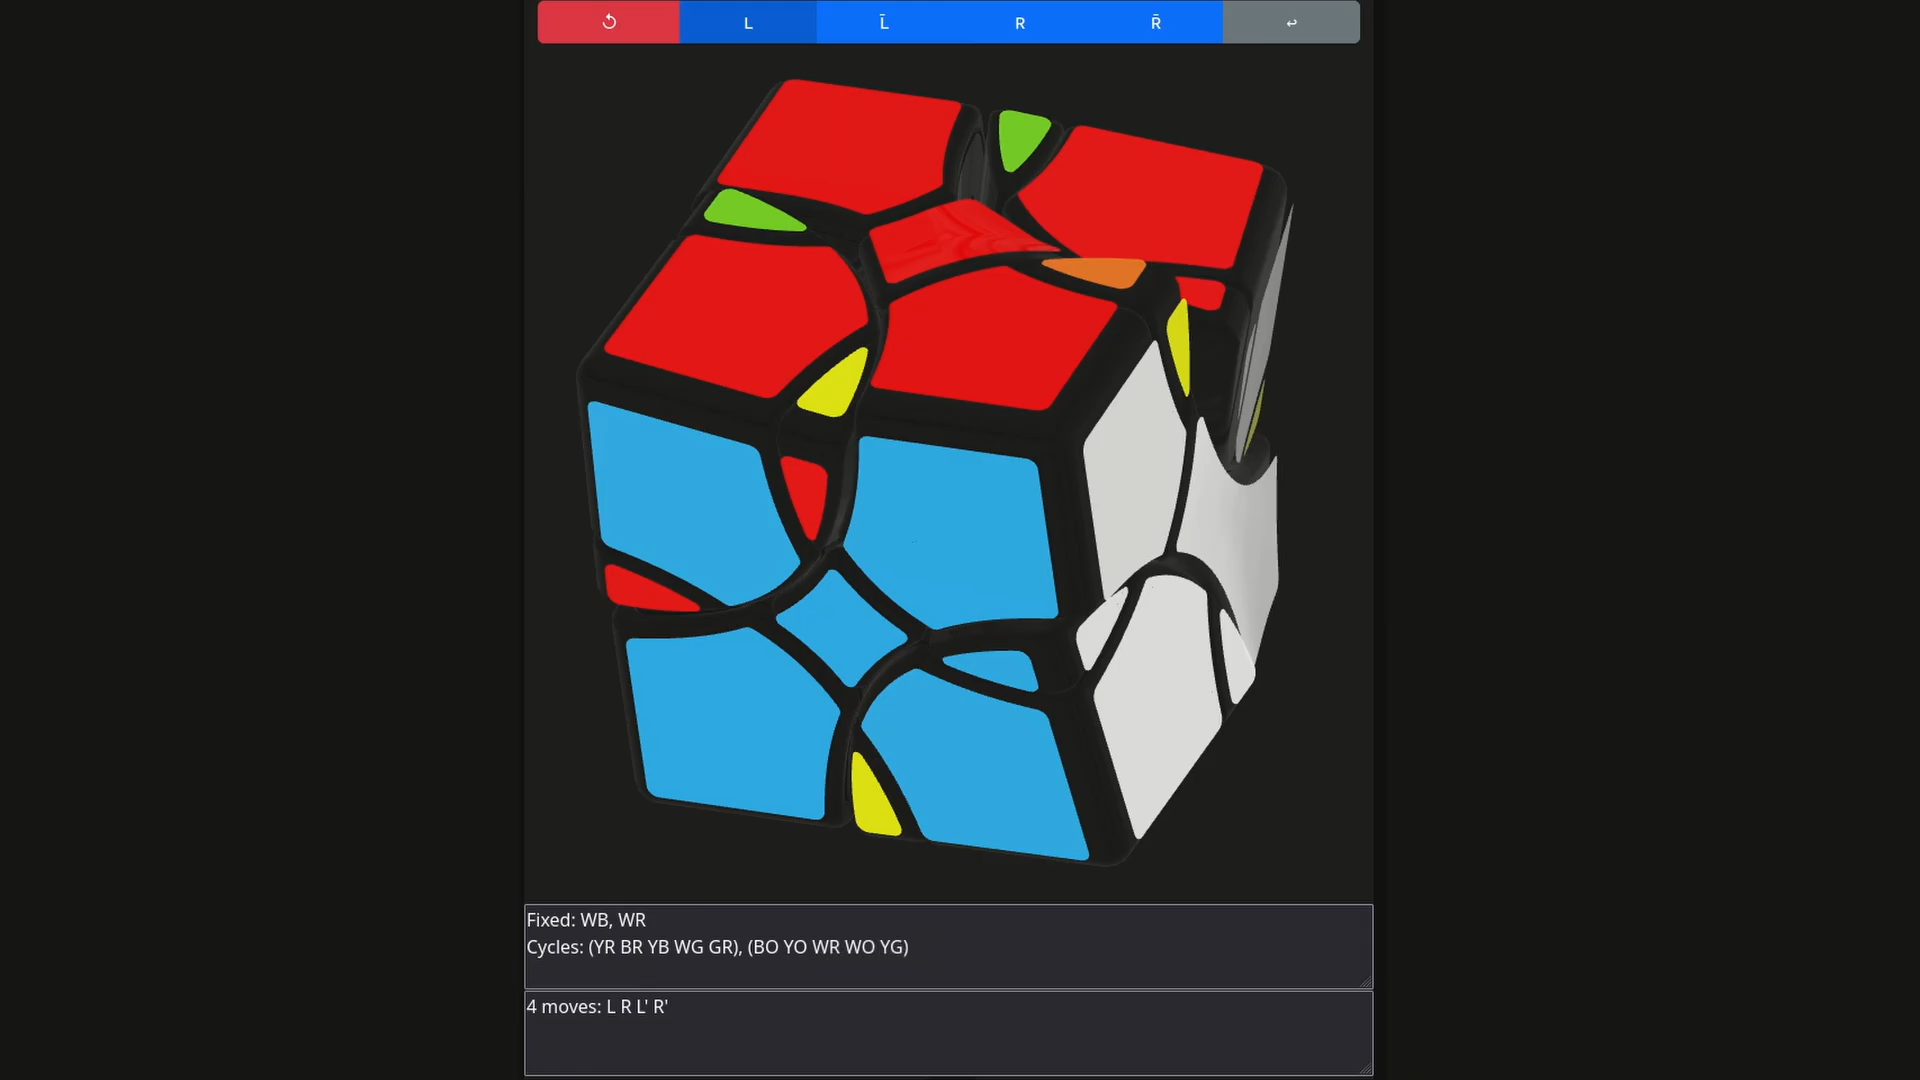 L L̄ R R̄
Fixed: WB, WR
Cycles: (YR BR YB WG GR), (BO YO WR WO YG)
4 moves: L R L' R'